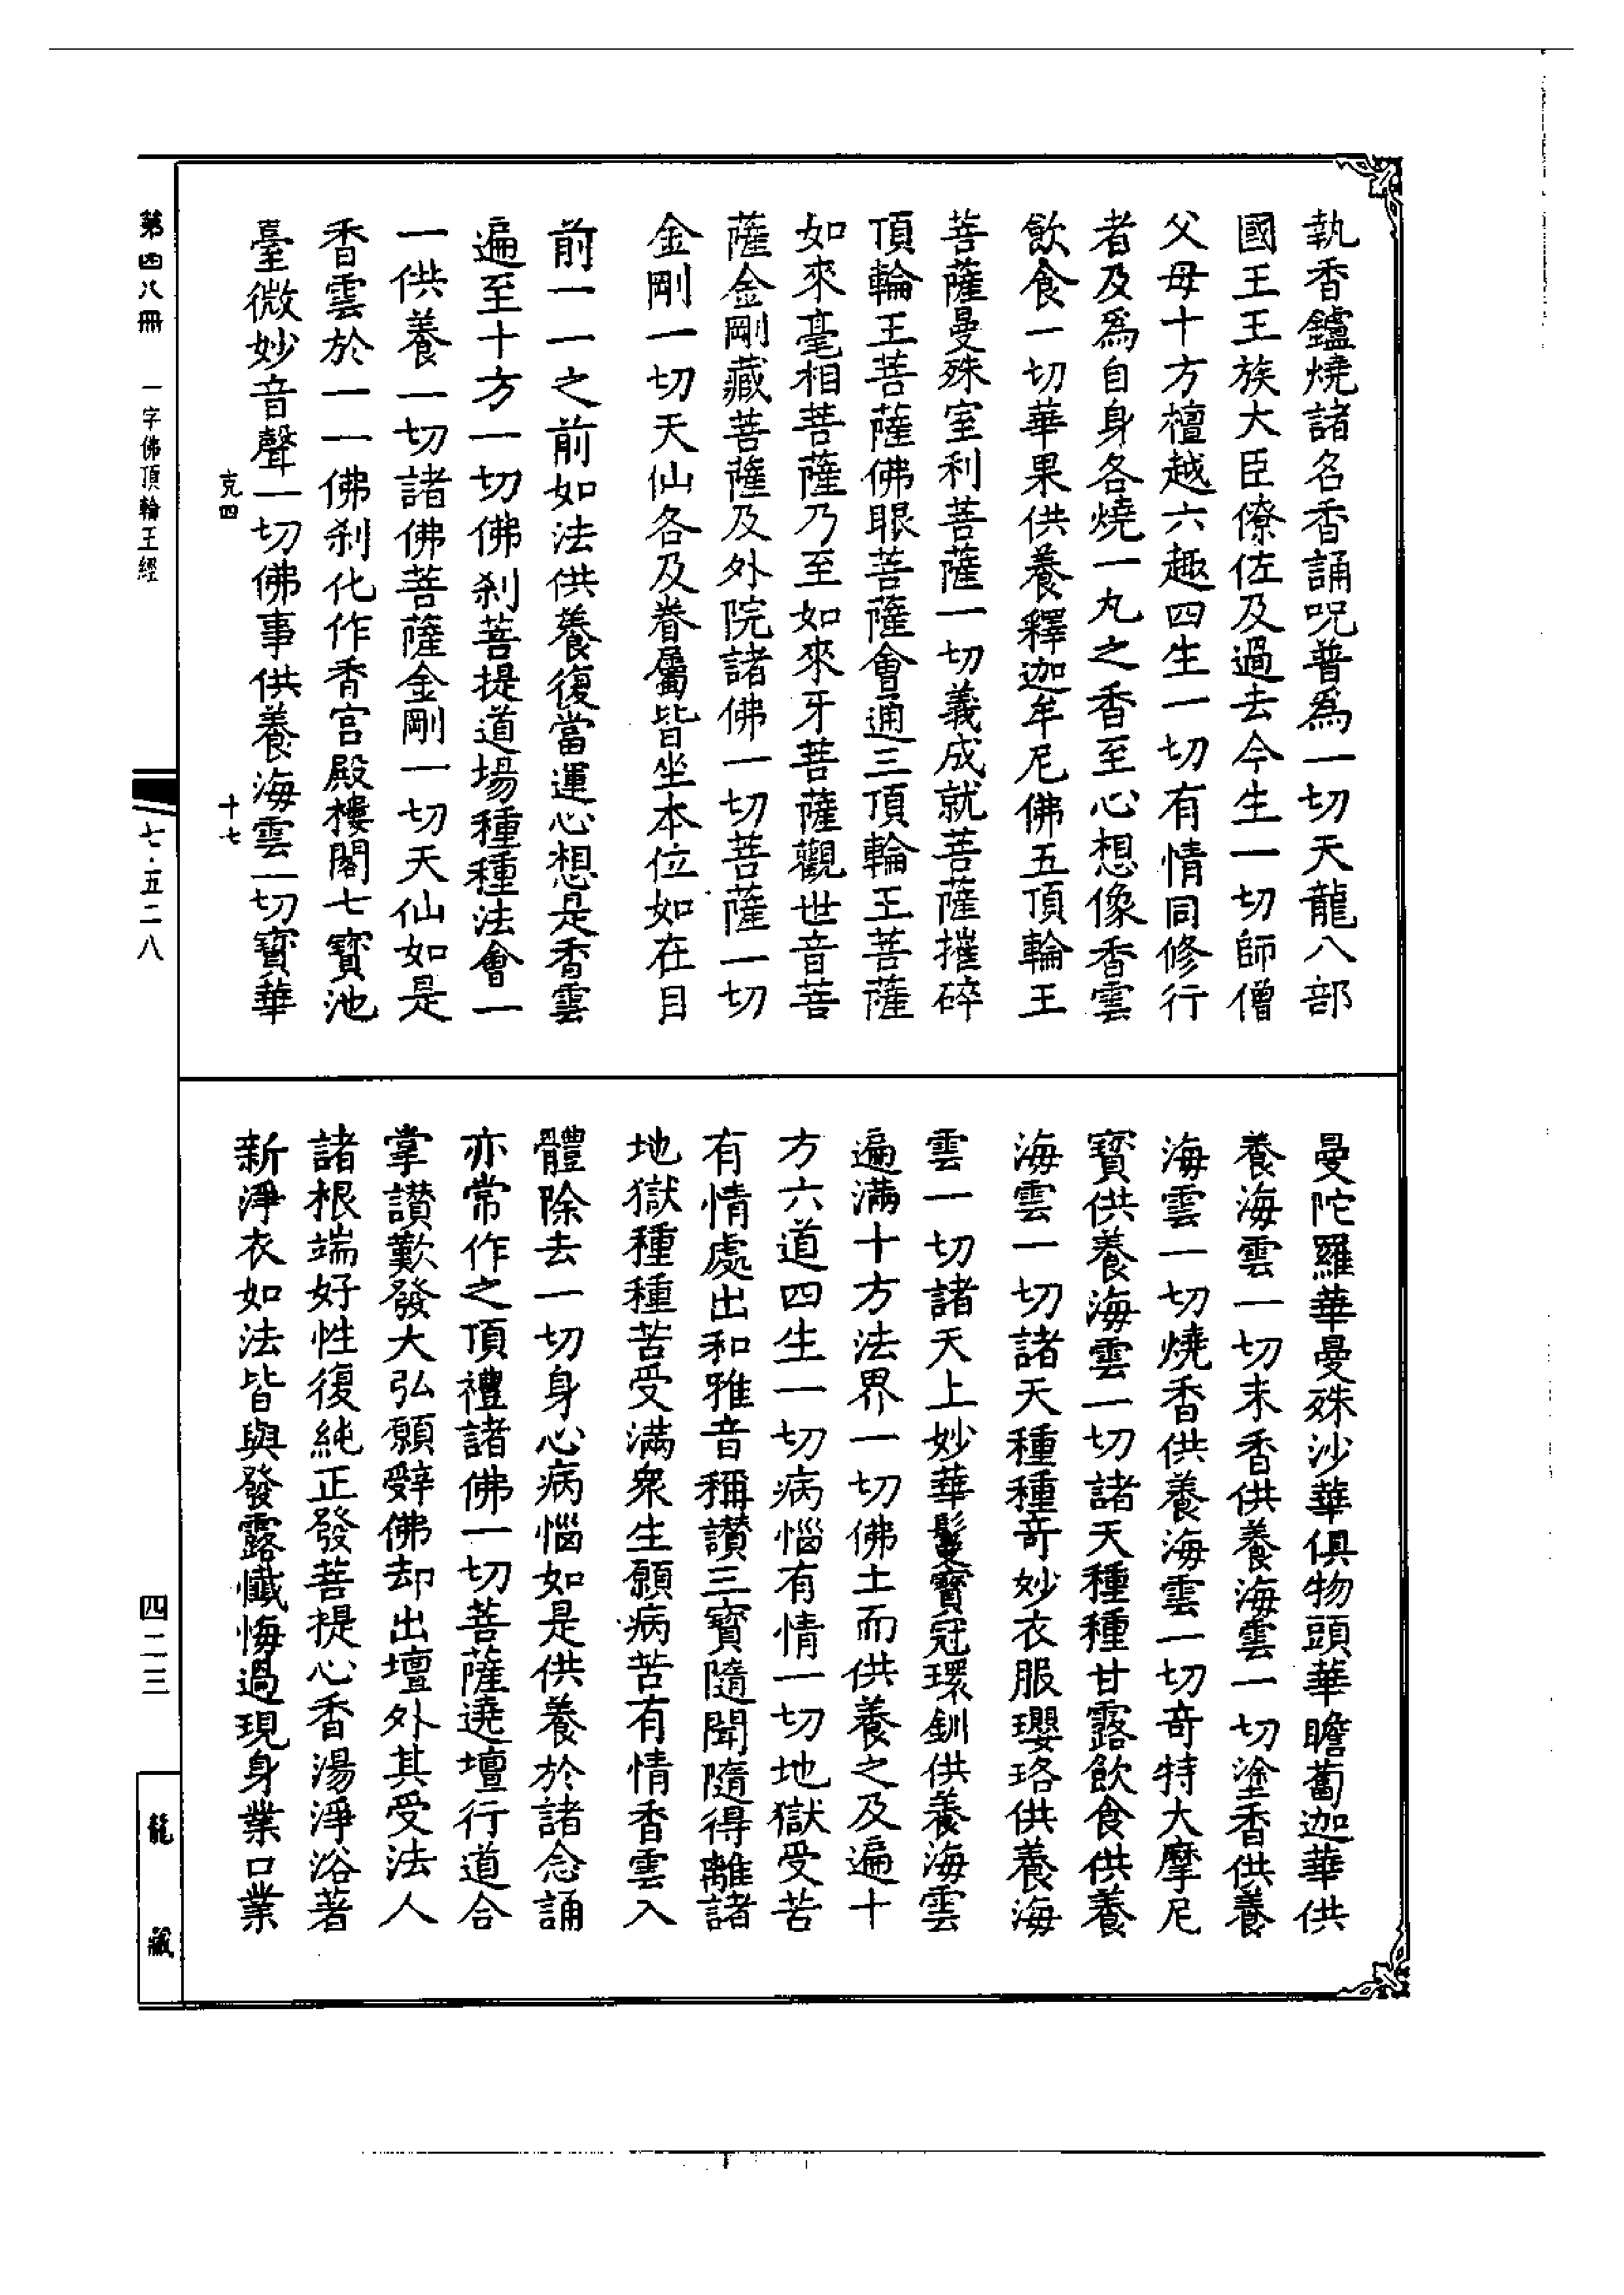 執香鑪燒諸名香誦呪普爲一切天龍八部
國王王族大臣僚佐及過去今生一切師僧
父母十方檀越六趣四生一切有情同修行
者及爲自身各燒一丸之香至心想像香雲
飲食一切華果供養釋迦牟尼佛五頂輪王
菩薩曼殊室利菩薩一切義成就菩薩摧碎
頂輪王菩薩佛眼菩薩會通三頂輪王菩薩
如來毫相菩薩乃至如來牙菩薩觀世音菩
薩金剛藏菩薩及外院諸佛一切菩薩一切
金剛一切天仙各及眷屬皆坐本位如在目
前一一之前如法供養復當運心想是香雲
遍至十方一切佛刹菩提道場種種法會一
一供養一切諸佛菩薩金剛一切天仙如是
香雲於一一佛刹化作香宮殿樓閣七寶池
臺微妙音聲一切佛事供養海雲一切寶華
克四 十七
曼陀羅華曼殊沙華俱物頭華瞻蔔迦華供
養海雲一切末香供養海雲一切塗香供養
海雲一切燒香供養海雲一切奇特大摩尼
寶供養海雲一切諸天種種甘露飲食供養
海雲一切諸天種種奇妙衣服瓔珞供養海
雲一切諸天上妙華鬘寶冠環釧供養海雲
遍滿十方法界一切佛土而供養之及遍十
方六道四生一切病惱有情一切地獄受苦
有情處出和雅音稱讚三寶隨聞隨得離諸
地獄種種苦受滿衆生願病苦有情香雲入
體除去一切身心病惱如是供養於諸念誦
亦常作之頂禮諸佛一切菩薩遶壇行道合
掌讚歎發大弘願辭佛却出壇外其受法人
諸根端好性復純正發菩提心香湯淨浴著
新淨衣如法皆與發露懺悔過現身業口業
第四八冊 一字佛頂輪王經
七·五二八
四二三
龍藏